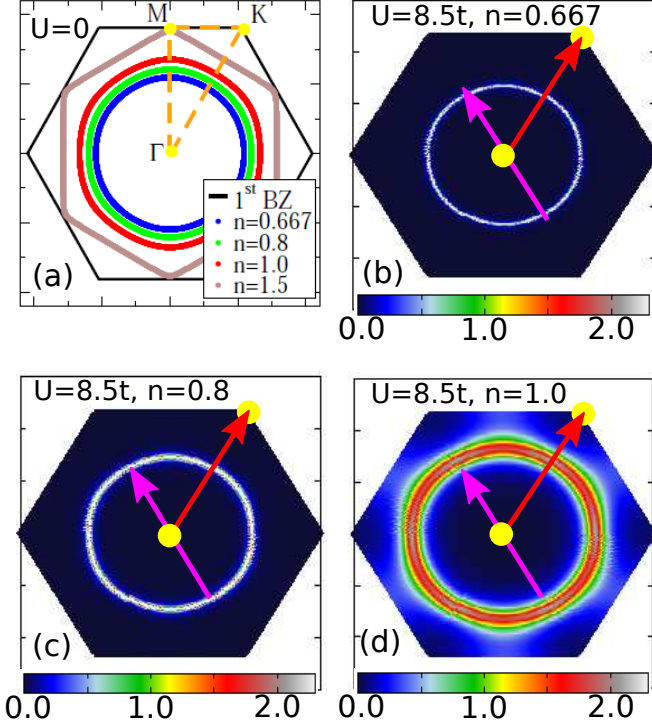 U=0
M
K
Γ
1st BZ
n=0.667
n=0.8
n=1.0
n=1.5
(a)
U=8.5t, n=0.667
(b)
0.0 1.0 2.0
U=8.5t, n=0.8
(c)
0.0 1.0 2.0
U=8.5t, n=1.0
(d)
0.0 1.0 2.0